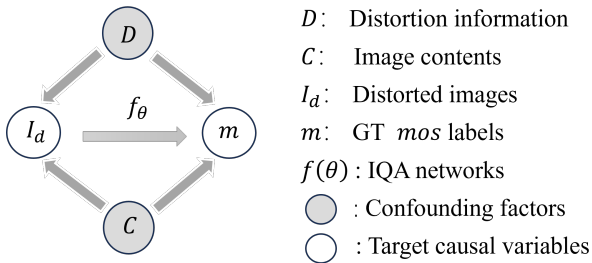 D
f_θ
I_d
m
C
D: Distortion information
C: Image contents
I_d: Distorted images
m: GT mos labels
f(θ) : IQA networks
: Confounding factors
: Target causal variables